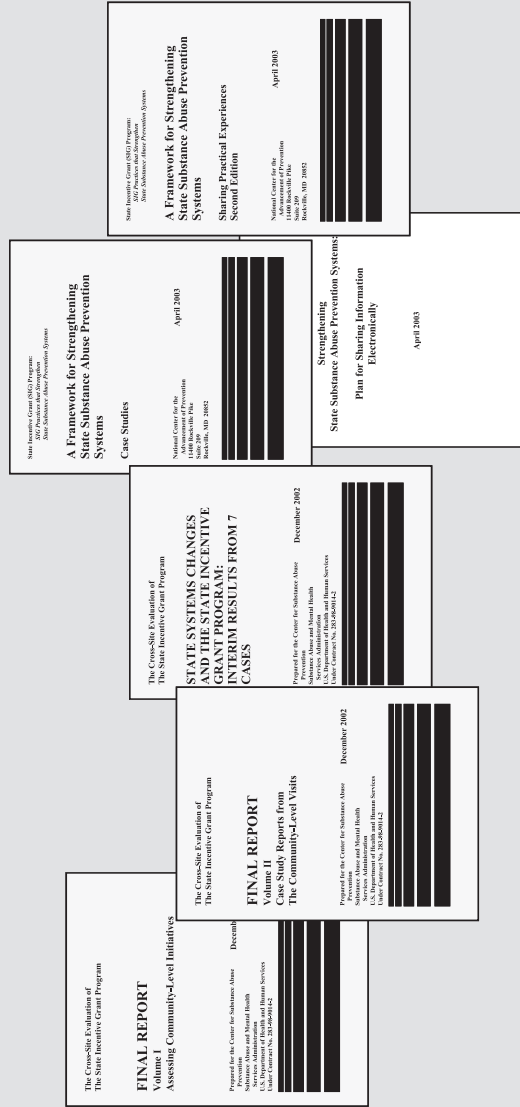 The Cross-Site Evaluation of
The State Incentive Grant Program
FINAL REPORT
Volume I
Assessing Community-Level Initiatives
Decemb
Prepared for the Center for Substance Abuse
Prevention
Substance Abuse and Mental Health
Services Administration
U.S. Department of Health and Human Services
Under Contract No. 283-98-9014-2
The Cross-Site Evaluation of
The State Incentive Grant Program
FINAL REPORT
Volume II
Case Study Reports from
The Community-Level Visits
December 2002
Prepared for the Center for Substance Abuse
Prevention
Substance Abuse and Mental Health
Services Administration
U.S. Department of Health and Human Services
Under Contract No. 283-98-9014-2
The Cross-Site Evaluation of
The State Incentive Grant Program
STATE SYSTEMS CHANGES
AND THE STATE INCENTIVE
GRANT PROGRAM:
INTERIM RESULTS FROM 7
CASES
December 2002
Prepared for the Center for Substance Abuse
Prevention
Substance Abuse and Mental Health
Services Administration
U.S. Department of Health and Human Services
Under Contract No. 283-98-9014-2
State Incentive Grant (SIG) Program:
SIG Practices that Strengthen
State Substance Abuse Prevention Systems
A Framework for Strengthening
State Substance Abuse Prevention
Systems
Case Studies
April 2003
National Center for the
Advancement of Prevention
11400 Rockville Pike
Suite 209
Rockville, MD 20852
Strengthening
State Substance Abuse Prevention Systems:
Plan for Sharing Information
Electronically
April 2003
State Incentive Grant (SIG) Program:
SIG Practices that Strengthen
State Substance Abuse Prevention Systems
A Framework for Strengthening
State Substance Abuse Prevention
Systems
Sharing Practical Experiences
Second Edition
April 2003
National Center for the
Advancement of Prevention
11400 Rockville Pike
Suite 209
Rockville, MD 20852